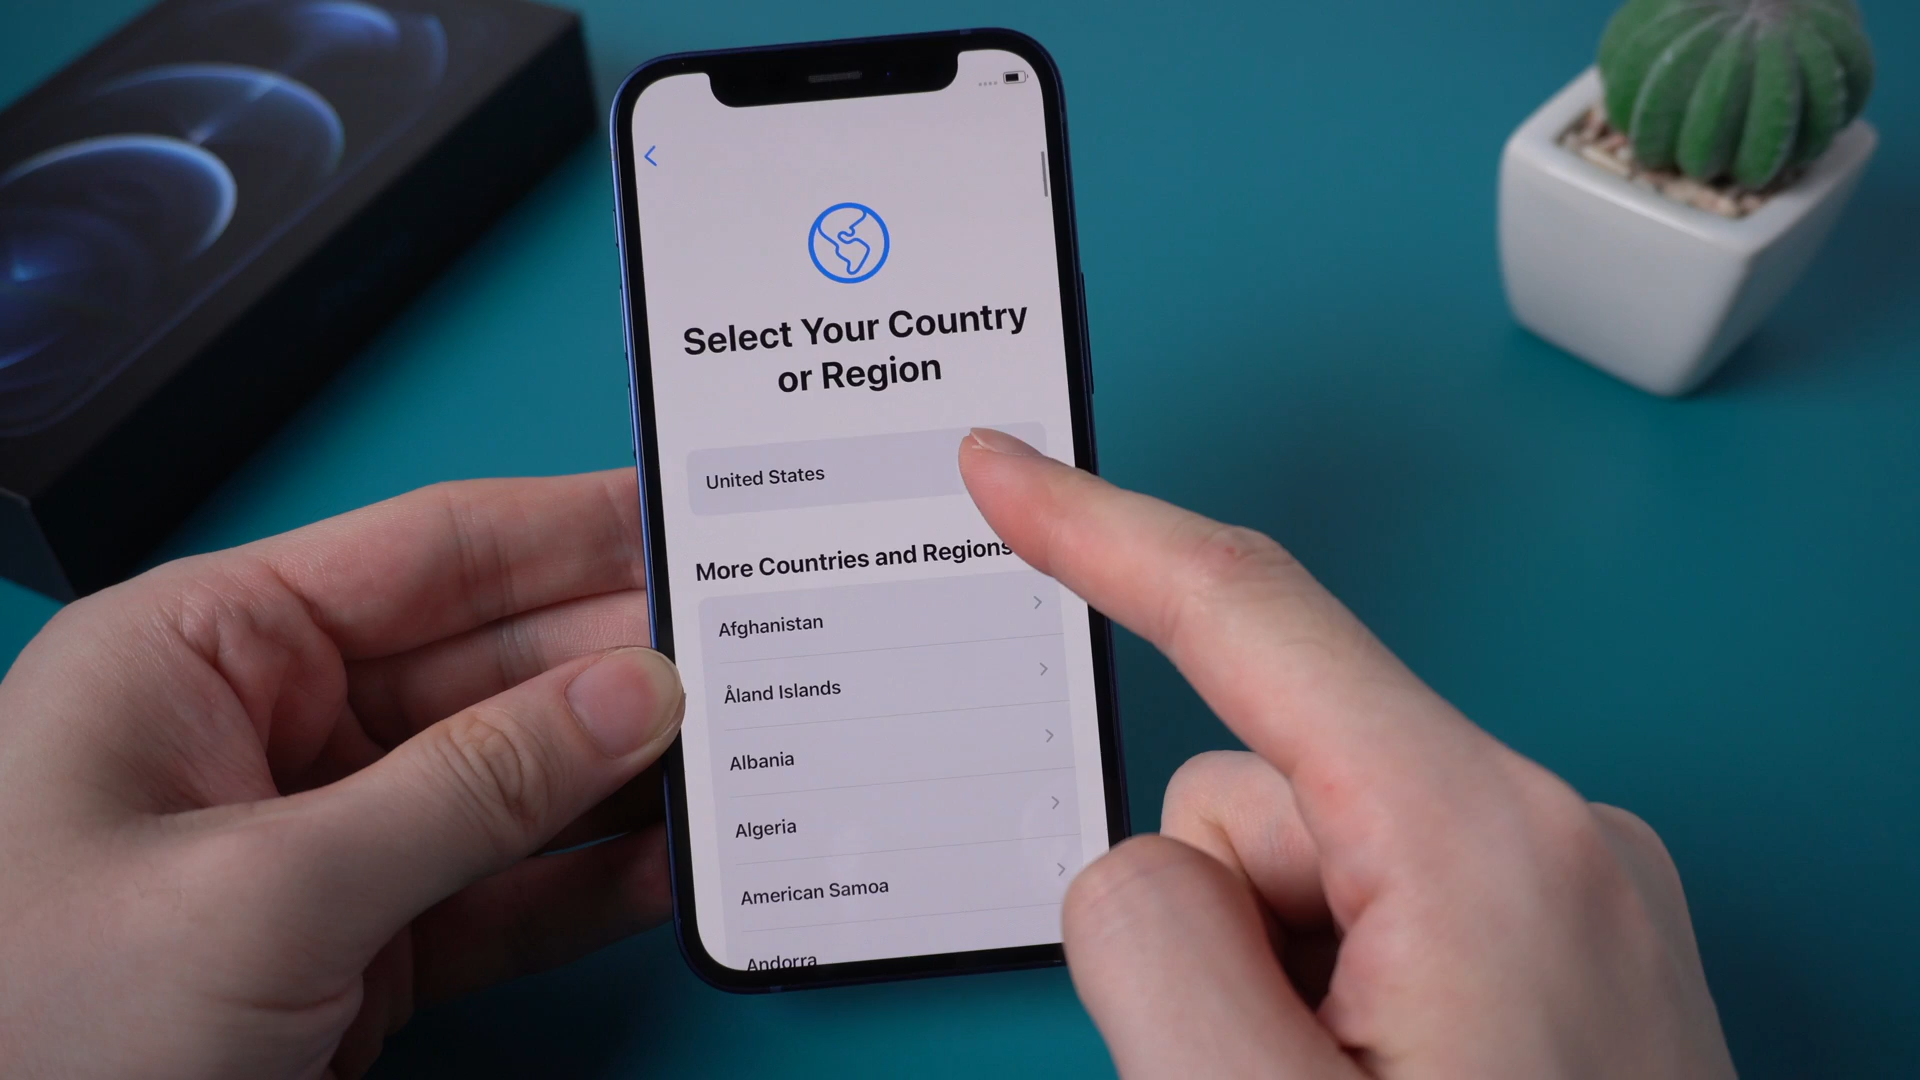 Select Your Country
or Region
United States
More Countries and Regions
Afghanistan
Åland Islands
Albania
Algeria
American Samoa
Andorra